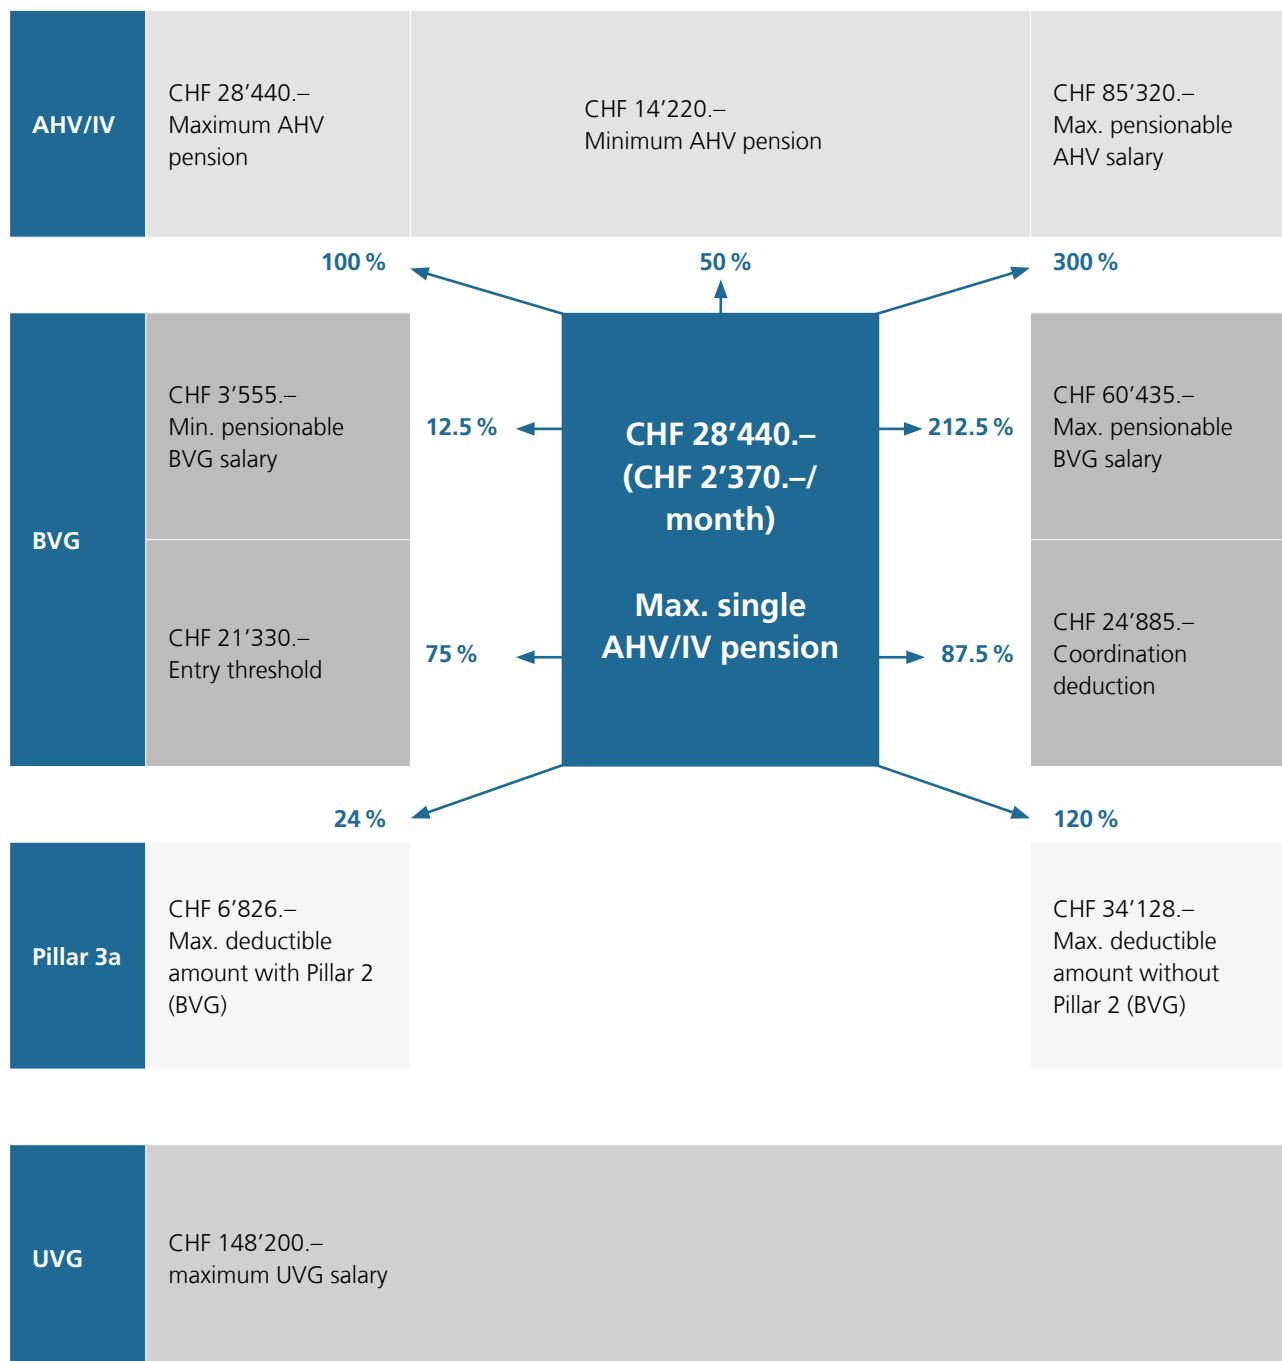 AHV/IV
CHF 28’440.–
Maximum AHV
pension
CHF 14’220.–
Minimum AHV pension
CHF 85’320.–
Max. pensionable
AHV salary
100 %
50 %
300 %
BVG
CHF 3’555.–
Min. pensionable
BVG salary
12.5 %
CHF 28’440.–
(CHF 2’370.–/
month)
Max. single
AHV/IV pension
212.5 %
CHF 60’435.–
Max. pensionable
BVG salary
CHF 21’330.–
Entry threshold
75 %
87.5 %
CHF 24’885.–
Coordination
deduction
24 %
120 %
Pillar 3a
CHF 6’826.–
Max. deductible
amount with Pillar 2
(BVG)
CHF 34’128.–
Max. deductible
amount without
Pillar 2 (BVG)
UVG
CHF 148’200.–
maximum UVG salary